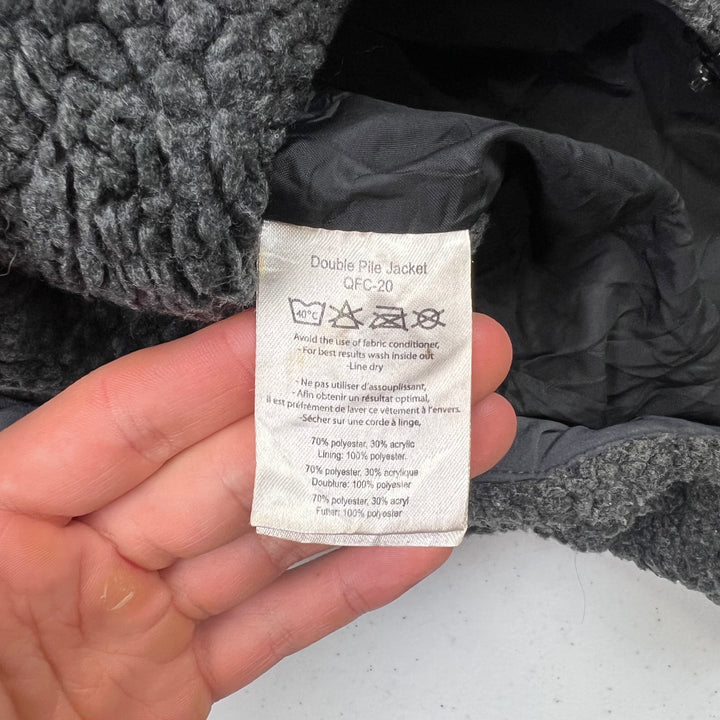 Double Pile Jacket
QFC-20
40°C
Avoid the use of fabric conditioner,
- For best results wash inside out
-Line dry
- Ne pas utiliser d'assouplissant,
- Afin obtenir un résultat optimal,
il est préférement de laver ce vêtement à l'envers.
-Sécher sur une corde à linge,
70% polyester, 30% acrylic
Lining: 100% polyester.
70% polyester, 30% acrylique
Doublure: 100% polyester
70% polyester, 30% acryl
Futter: 100% polyester